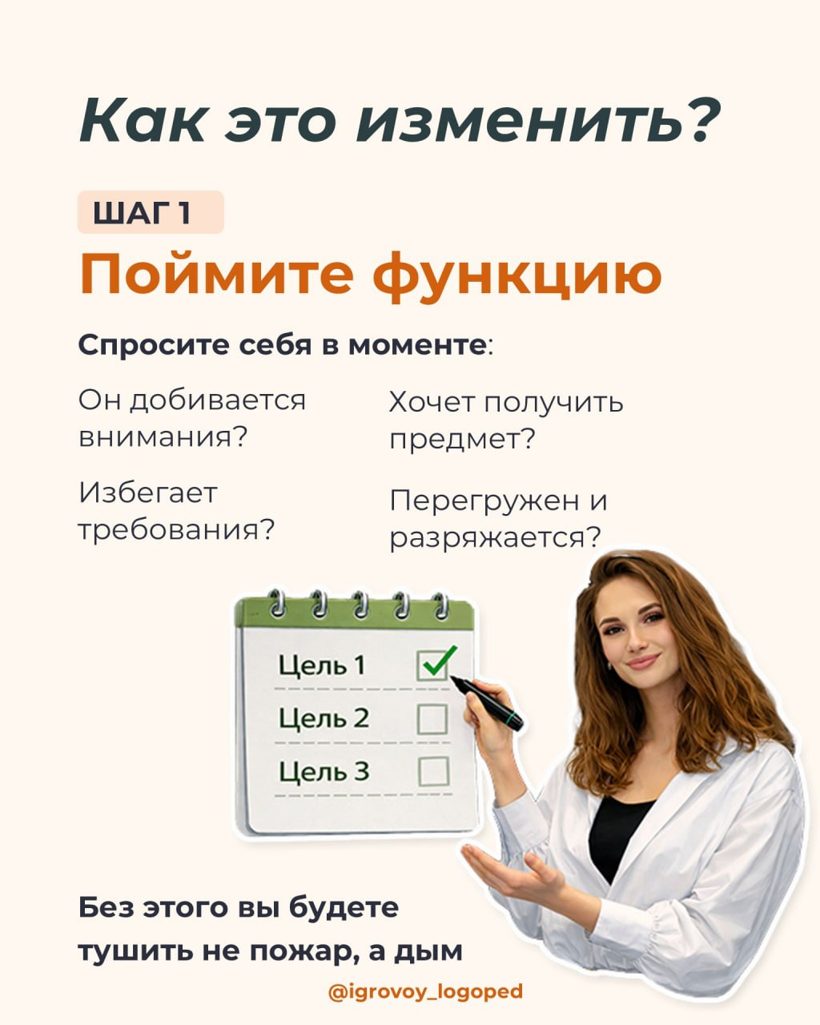 Как это изменить?
ШАГ 1
Поймите функцию
Спросите себя в моменте:
Он добивается
внимания?
Хочет получить
предмет?
Избегает
требования?
Перегружен и
разряжается?
Цель 1
Цель 2
Цель 3
Без этого вы будете
тушить не пожар, а дым
@igrovoy_logoped